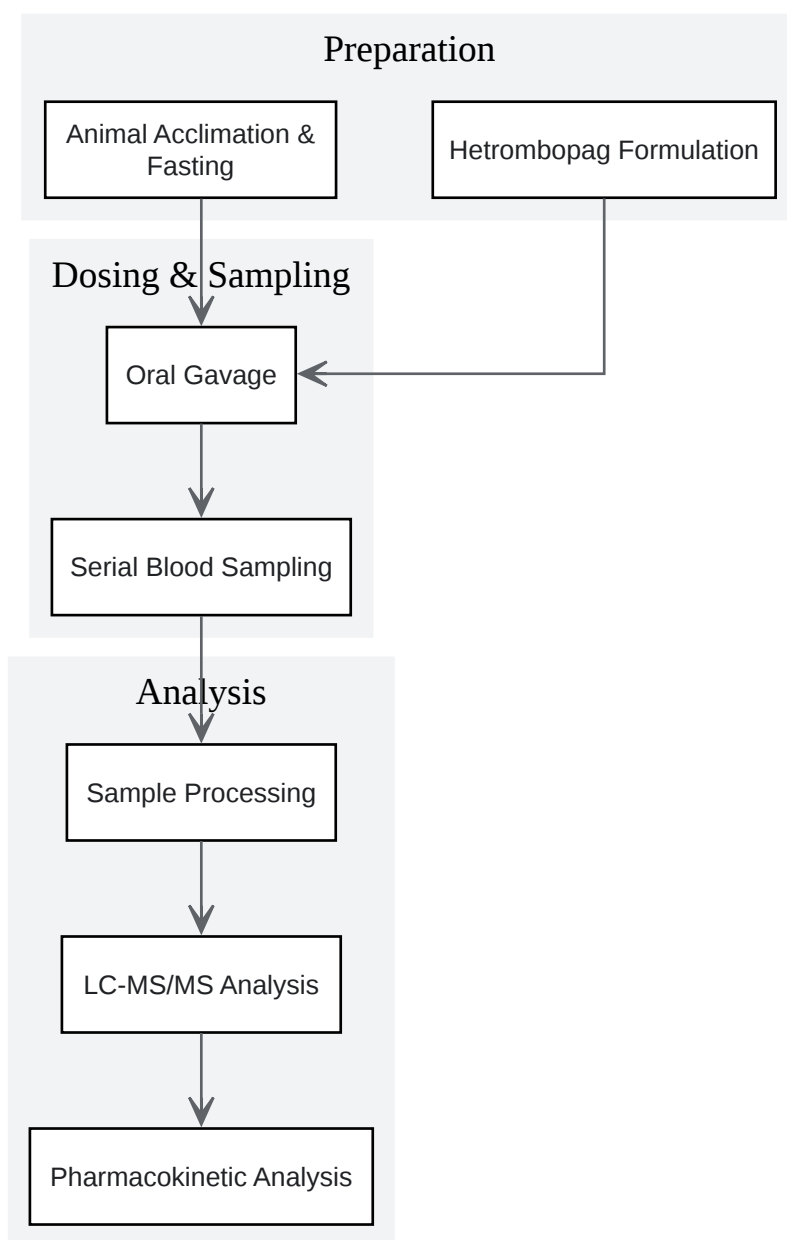 Preparation
Animal Acclimation &
Fasting
Hetrombopag Formulation
Dosing & Sampling
Oral Gavage
Serial Blood Sampling
Analysis
Sample Processing
LC-MS/MS Analysis
Pharmacokinetic Analysis